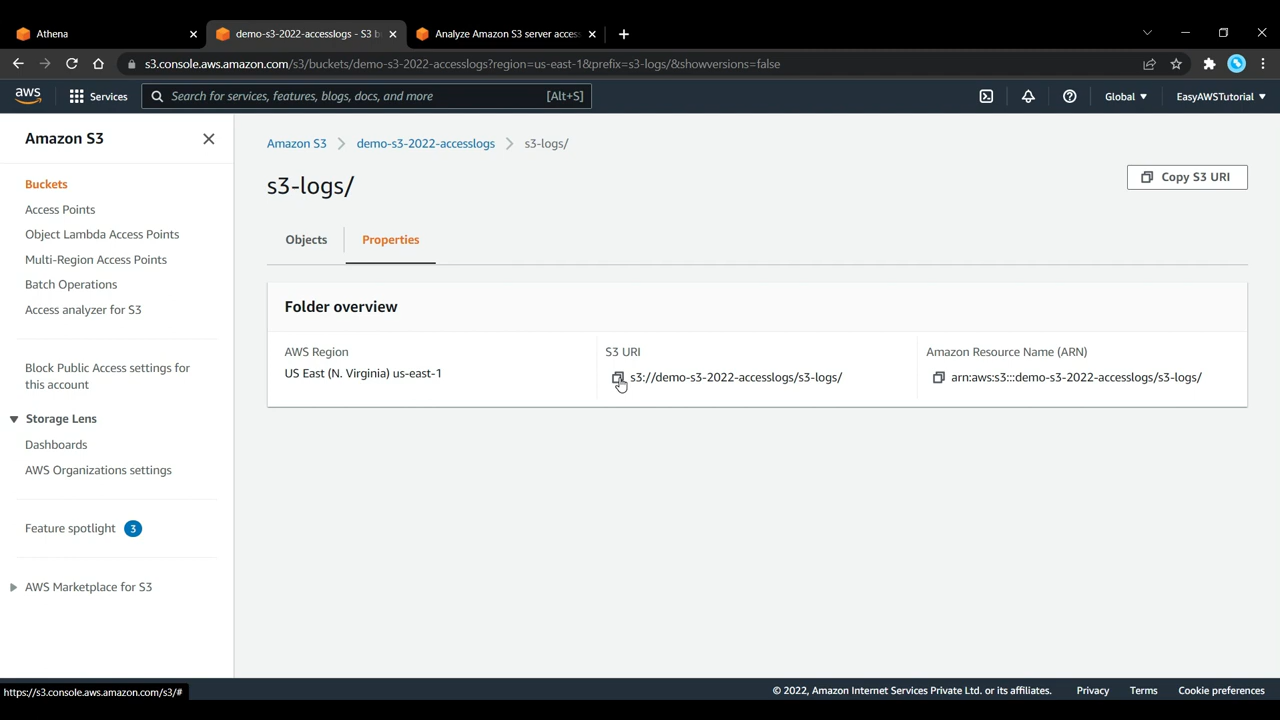 Athena
demo-s3-2022-accesslogs - S3 b
Analyze Amazon S3 server acces
s3.console.aws.amazon.com/s3/buckets/demo-s3-2022-accesslogs?region=us-east-1&prefix=s3-logs/&showversions=false
aws
Services
Search for services, features, blogs, docs, and more
[Alt+S]
Global
EasyAWSTutorial
Amazon S3
Buckets
Access Points
Object Lambda Access Points
Multi-Region Access Points
Batch Operations
Access analyzer for S3
Block Public Access settings for
this account
Storage Lens
Dashboards
AWS Organizations settings
Feature spotlight 3
AWS Marketplace for S3
Amazon S3 > demo-s3-2022-accesslogs > s3-logs/
s3-logs/
Copy S3 URI
Objects
Properties
Folder overview
AWS Region
US East (N. Virginia) us-east-1
S3 URI
s3://demo-s3-2022-accesslogs/s3-logs/
Amazon Resource Name (ARN)
arn:aws:s3:::demo-s3-2022-accesslogs/s3-logs/
https://s3.console.aws.amazon.com/s3/#
© 2022, Amazon Internet Services Private Ltd. or its affiliates.
Privacy
Terms
Cookie preferences